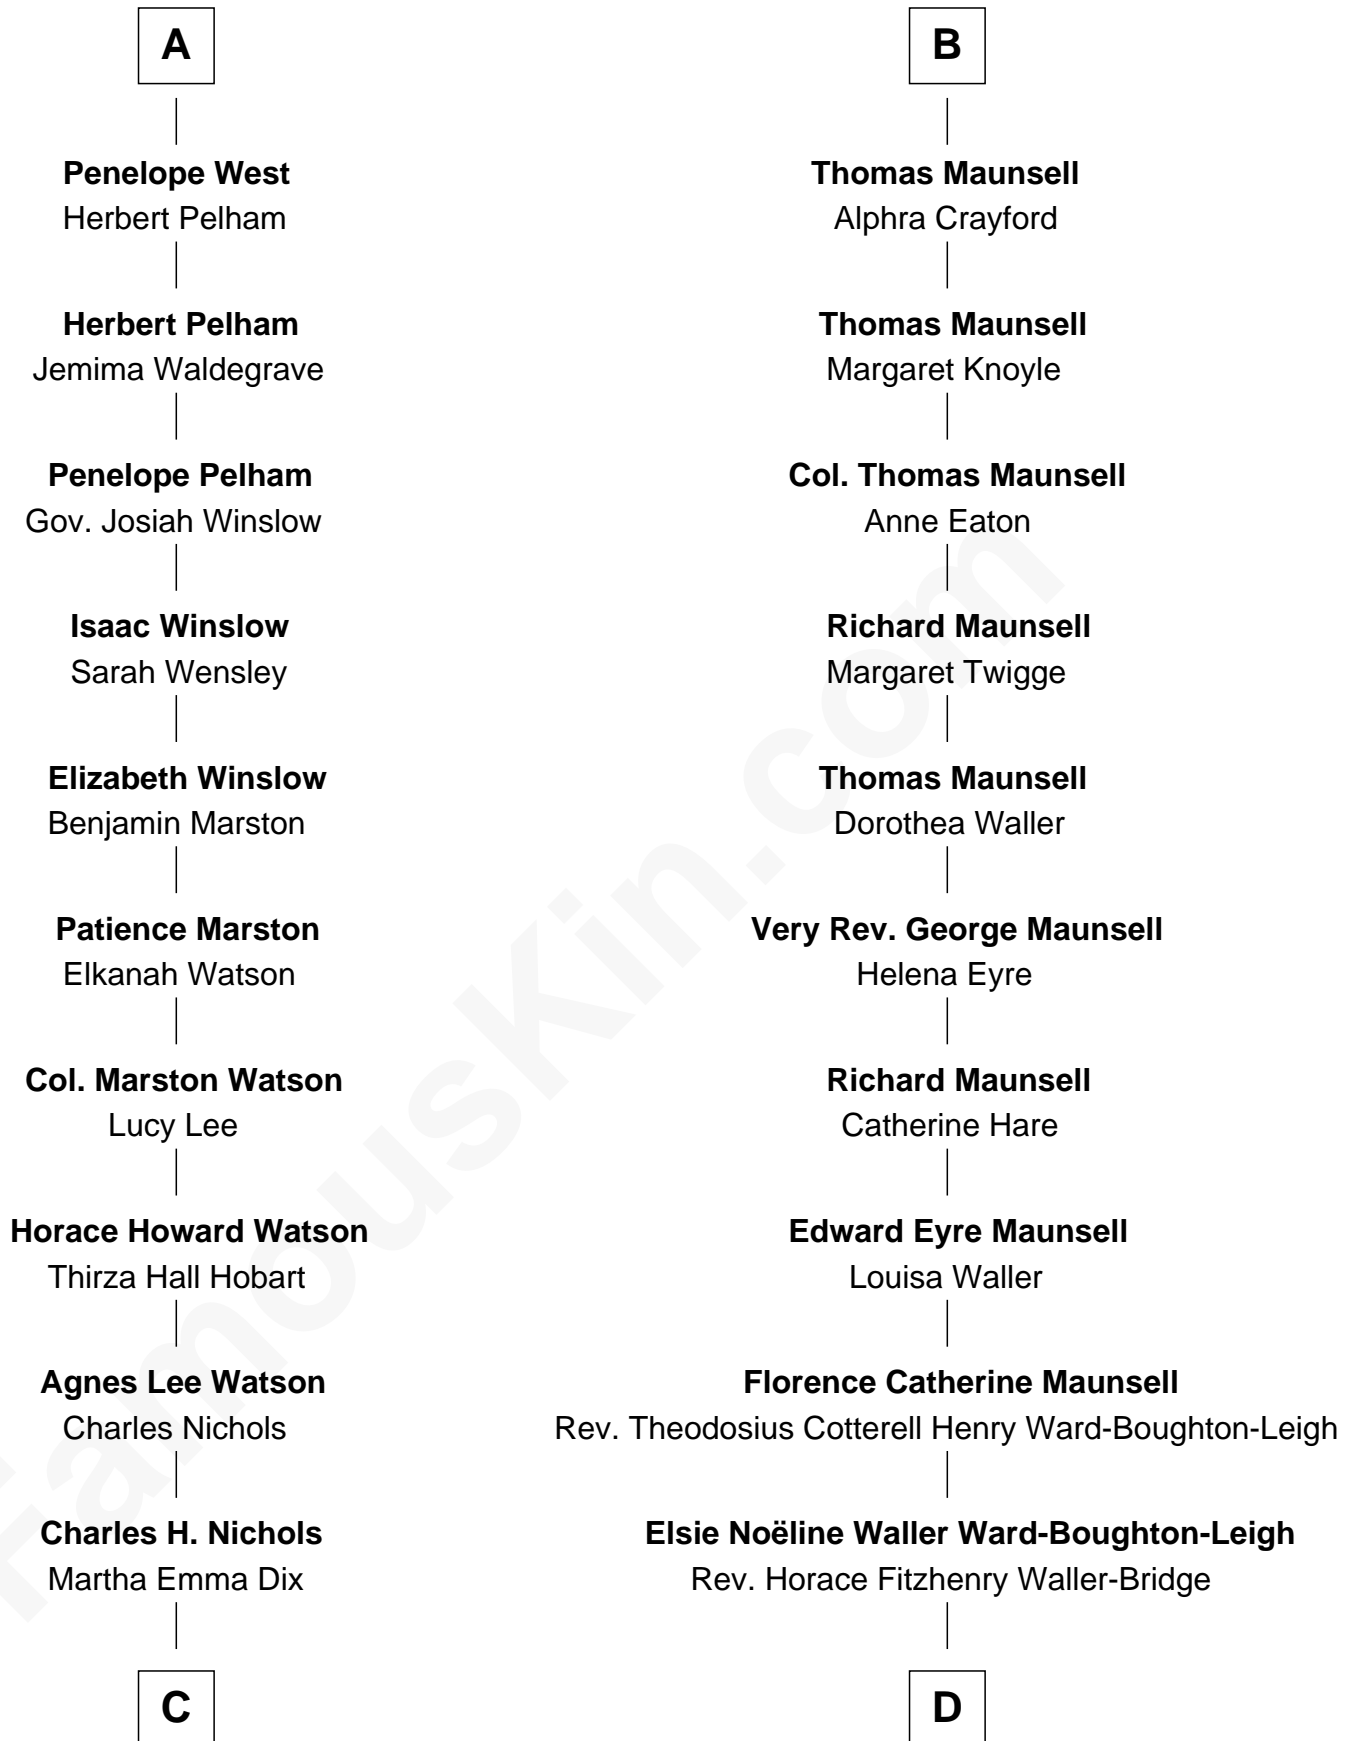 A
Penelope West
Herbert Pelham
Herbert Pelham
Jemima Waldegrave
Penelope Pelham
Gov. Josiah Winslow
Isaac Winslow
Sarah Wensley
Elizabeth Winslow
Benjamin Marston
Patience Marston
Elkanah Watson
Col. Marston Watson
Lucy Lee
Horace Howard Watson
Thirza Hall Hobart
Agnes Lee Watson
Charles Nichols
Charles H. Nichols
Martha Emma Dix
C
B
Thomas Maunsell
Alphra Crayford
Thomas Maunsell
Margaret Knoyle
Col. Thomas Maunsell
Anne Eaton
Richard Maunsell
Margaret Twigge
Thomas Maunsell
Dorothea Waller
Very Rev. George Maunsell
Helena Eyre
Richard Maunsell
Catherine Hare
Edward Eyre Maunsell
Louisa Waller
Florence Catherine Maunsell
Rev. Theodosius Cotterell Henry Ward-Boughton-Leigh
Elsie Noëline Waller Ward-Boughton-Leigh
Rev. Horace Fitzhenry Waller-Bridge
D
FamousKin.com